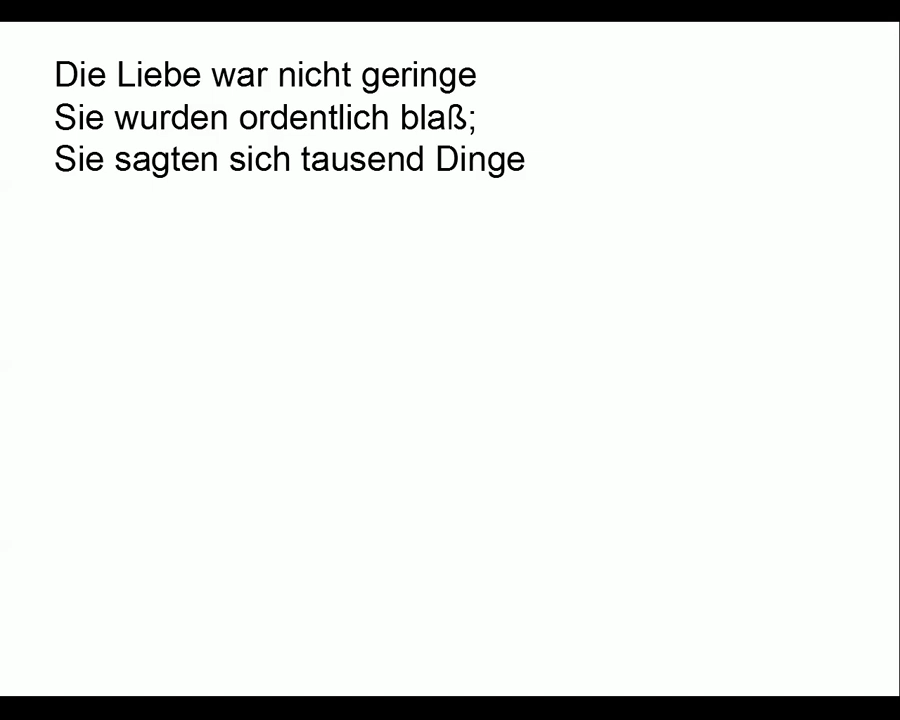 Die Liebe war nicht geringe
Sie wurden ordentlich blaß;
Sie sagten sich tausend Dinge